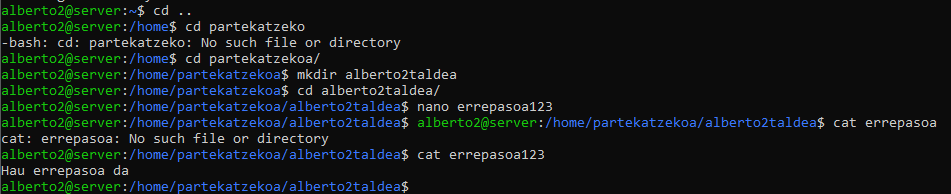 alberto2@server:~$ cd ..
alberto2@server:/home$ cd partekatzeko
-bash: cd: partekatzeko: No such file or directory
alberto2@server:/home$ cd partekatzekoa/
alberto2@server:/home/partekatzekoa$ mkdir alberto2taldea
alberto2@server:/home/partekatzekoa$ cd alberto2taldea/
alberto2@server:/home/partekatzekoa/alberto2taldea$ nano errepasoa123
alberto2@server:/home/partekatzekoa/alberto2taldea$ alberto2@server:/home/partekatzekoa/alberto2taldea$ cat errepasoa
cat: errepasoa: No such file or directory
alberto2@server:/home/partekatzekoa/alberto2taldea$ cat errepasoa123
Hau errepasoa da
alberto2@server:/home/partekatzekoa/alberto2taldea$